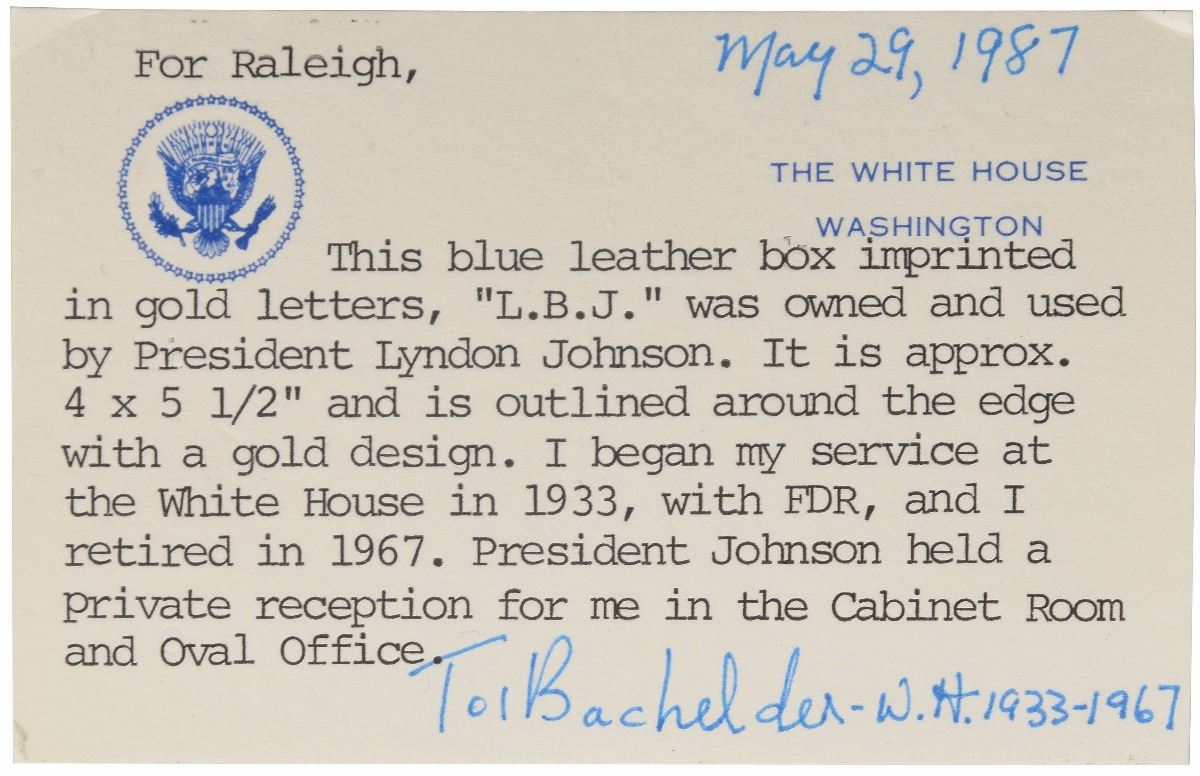 For Raleigh,
May 29, 1987
THE WHITE HOUSE
WASHINGTON
This blue leather box imprinted
in gold letters, "L.B.J." was owned and used
by President Lyndon Johnson. It is approx.
4 x 5 1/2" and is outlined around the edge
with a gold design. I began my service at
the White House in 1933, with FDR, and I
retired in 1967. President Johnson held a
private reception for me in the Cabinet Room
and Oval Office.
Toi Bachelder - W.H. 1933-1967